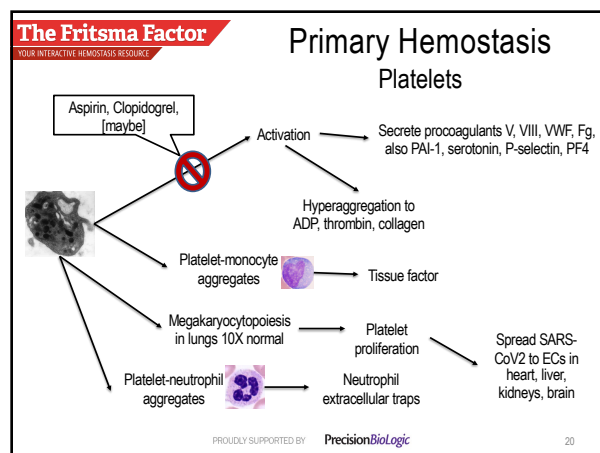 The Fritsma Factor
YOUR INTERACTIVE HEMOSTASIS RESOURCE
Primary Hemostasis
Platelets
Aspirin, Clopidogrel,
[maybe]
Activation
Secrete procoagulants V, VIII, VWF, Fg,
also PAI-1, serotonin, P-selectin, PF4
Hyperaggregation to
ADP, thrombin, collagen
Platelet-monocyte
aggregates
Tissue factor
Megakaryocytopoiesis
in lungs 10X normal
Platelet
proliferation
Spread SARS-
CoV2 to ECs in
heart, liver,
kidneys, brain
Platelet-neutrophil
aggregates
Neutrophil
extracellular traps
PROUDLY SUPPORTED BY PrecisionBioLogic
20